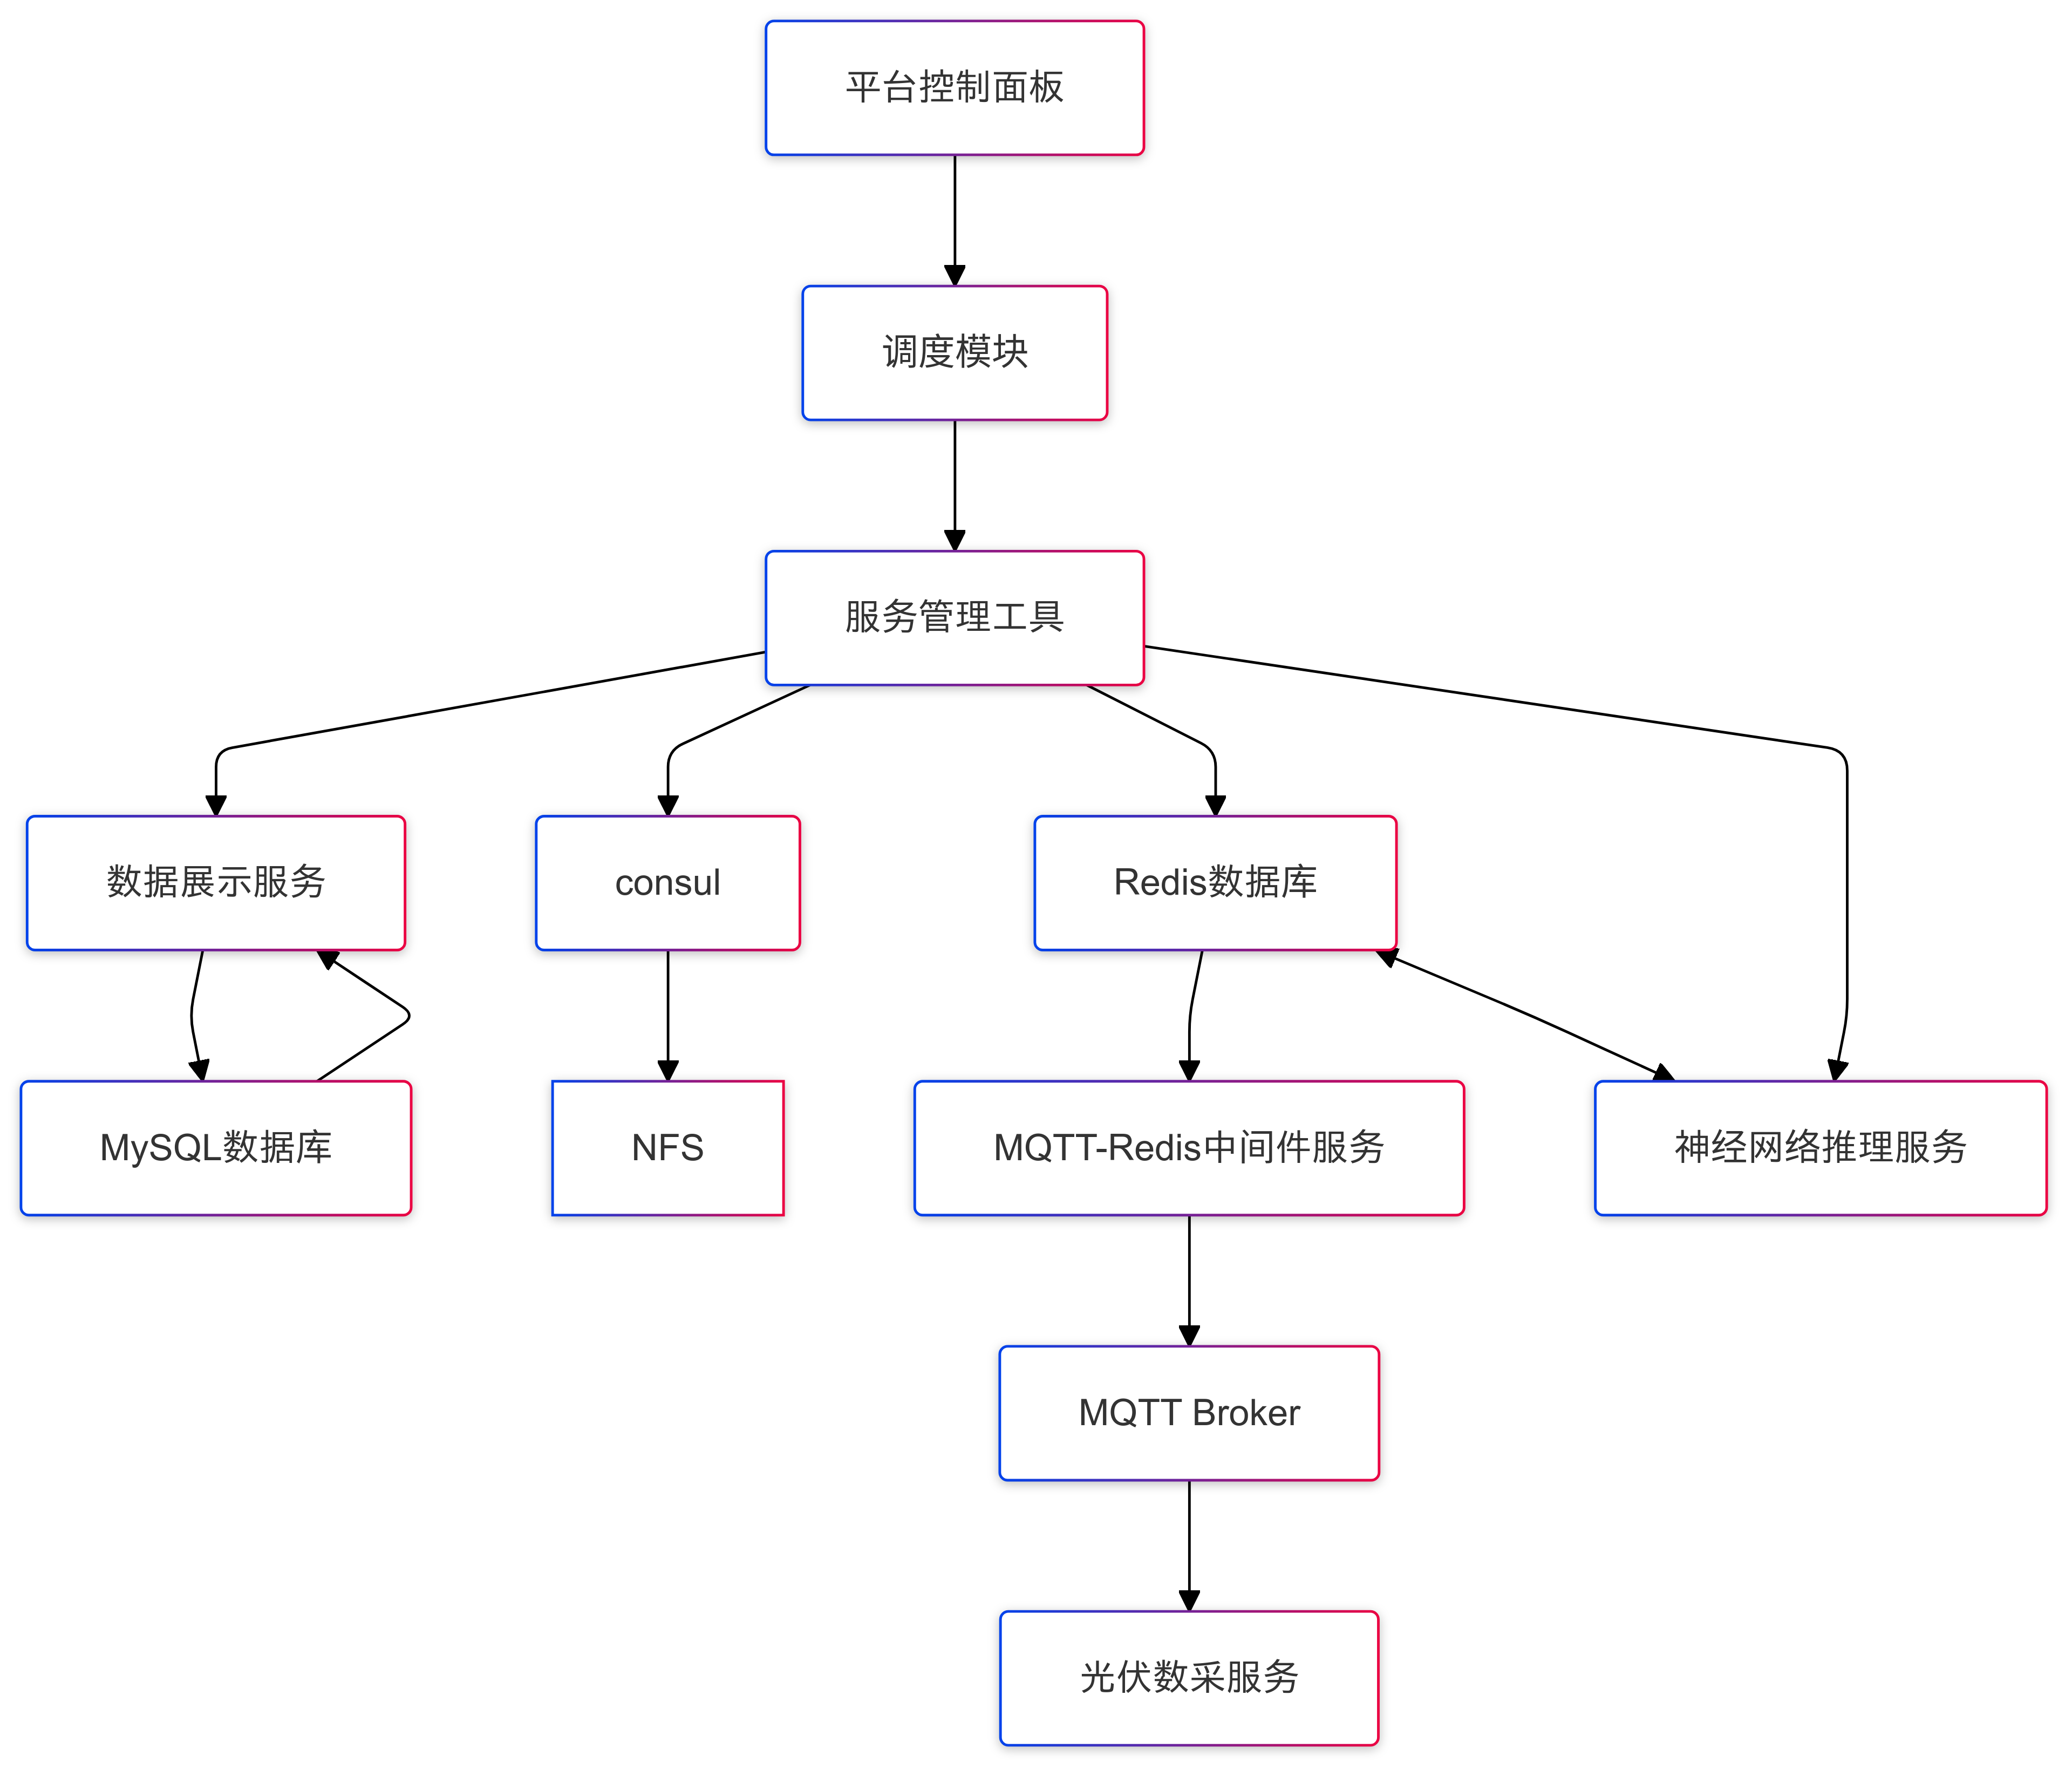 平台控制面板
调度模块
服务管理工具
数据展示服务
consul
Redis数据库
MySQL数据库
NFS
MQTT-Redis中间件服务
神经网络推理服务
MQTT Broker
光伏数采服务